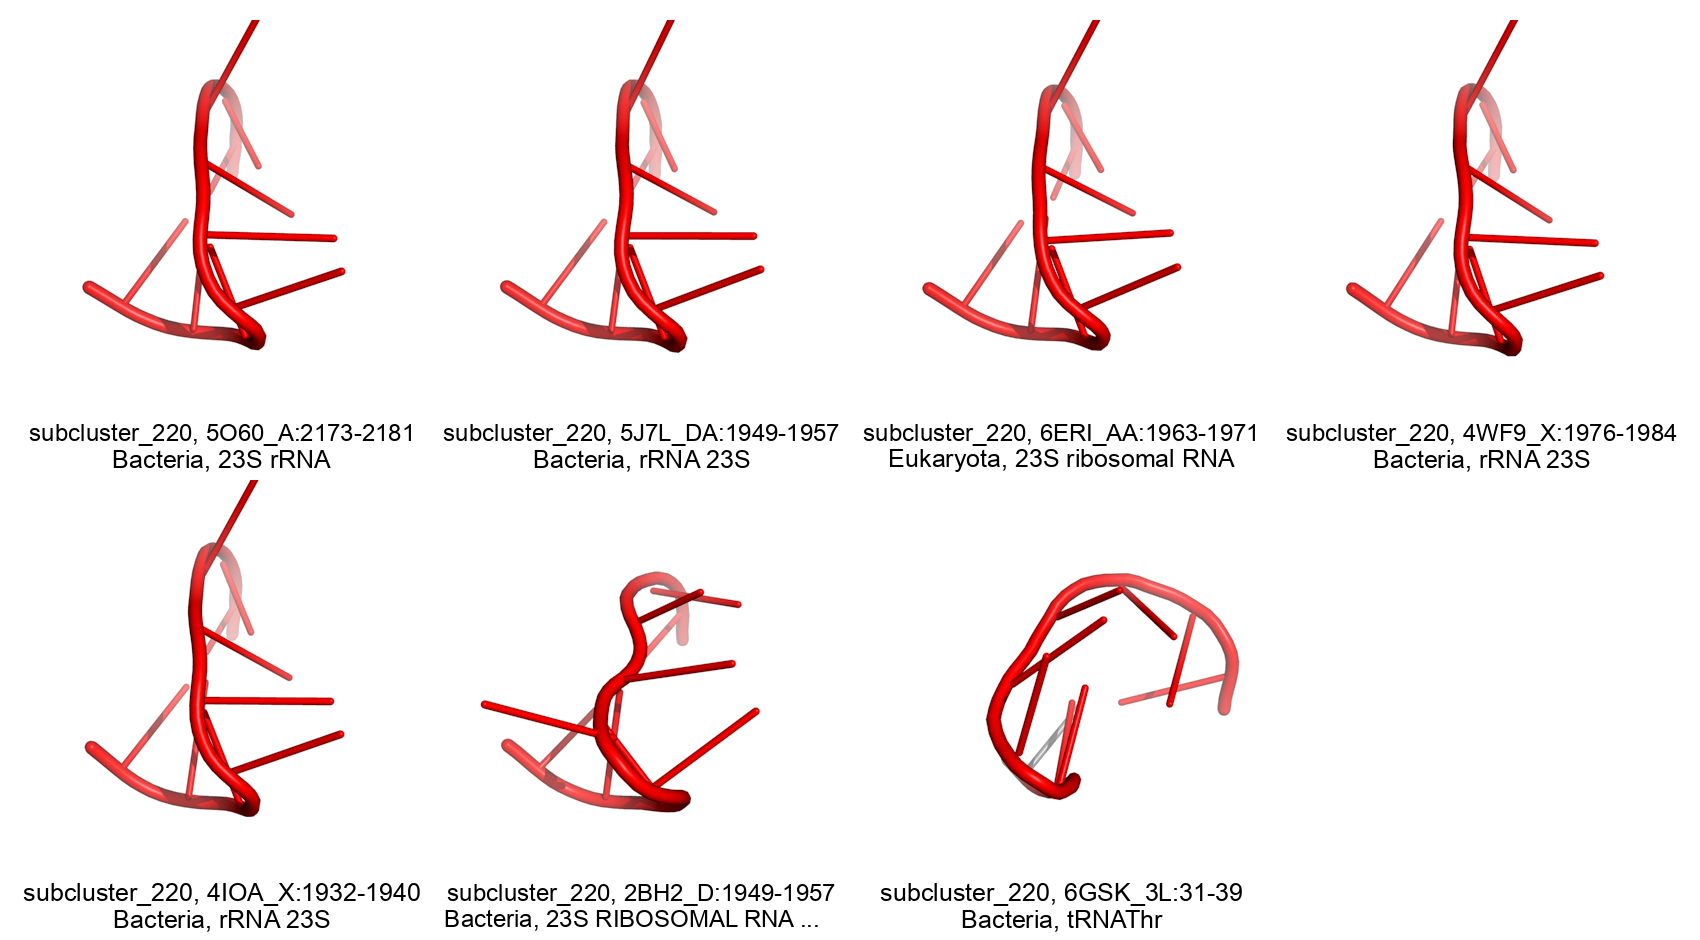 subcluster_220, 5O60_A:2173-2181
Bacteria, 23S rRNA
subcluster_220, 5J7L_DA:1949-1957
Bacteria, rRNA 23S
subcluster_220, 6ERI_AA:1963-1971
Eukaryota, 23S ribosomal RNA
subcluster_220, 4WF9_X:1976-1984
Bacteria, rRNA 23S
subcluster_220, 4IOA_X:1932-1940
Bacteria, rRNA 23S
subcluster_220, 2BH2_D:1949-1957
Bacteria, 23S RIBOSOMAL RNA ...
subcluster_220, 6GSK_3L:31-39
Bacteria, tRNAThr